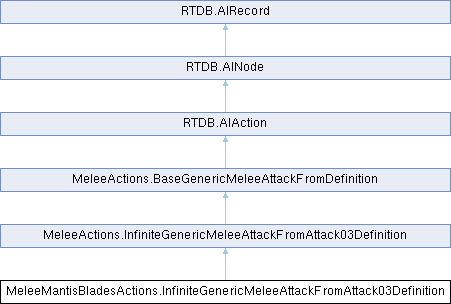 RTDB.AIRecord
RTDB.AINode
RTDB.AIAction
MeleeActions.BaseGenericMeleeAttackFromDefinition
MeleeActions.InfiniteGenericMeleeAttackFromAttack03Definition
MeleeMantisBladesActions.InfiniteGenericMeleeAttackFromAttack03Definition